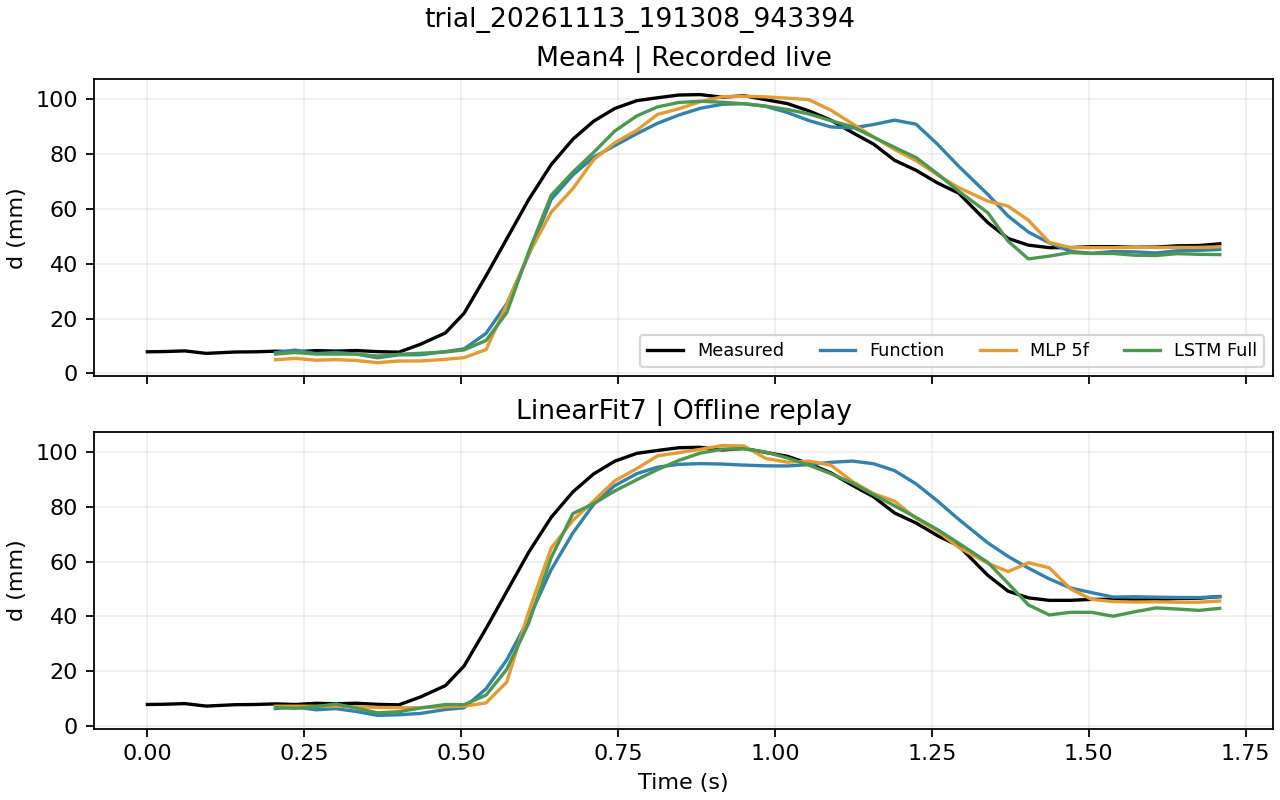 trial_20261113_191308_943394
Mean4 | Recorded live
d (mm)
100
80
60
40
20
0
Measured
Function
MLP 5f
LSTM Full
LinearFit7 | Offline replay
d (mm)
100
80
60
40
20
0
0.00
0.25
0.50
0.75
1.00
1.25
1.50
1.75
Time (s)